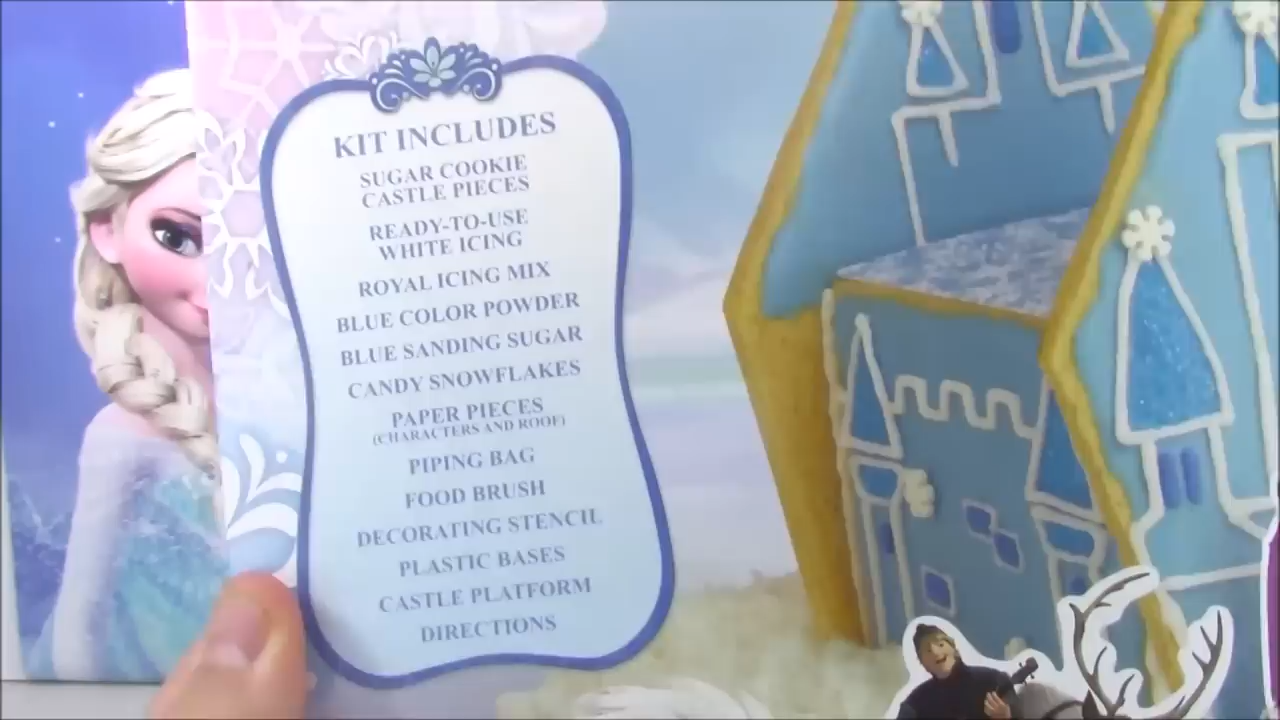 KIT INCLUDES
SUGAR COOKIE
CASTLE PIECES
READY-TO-USE
WHITE ICING
ROYAL ICING MIX
BLUE COLOR POWDER
BLUE SANDING SUGAR
CANDY SNOWFLAKES
PAPER PIECES
(CHARACTERS AND ROOF)
PIPING BAG
FOOD BRUSH
DECORATING STENCIL
PLASTIC BASES
CASTLE PLATFORM
DIRECTIONS